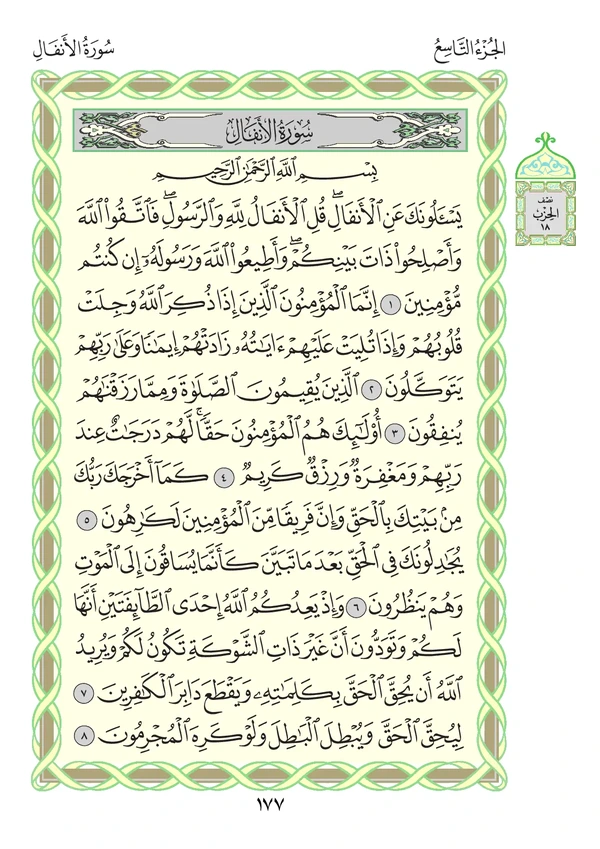 الجُزْءُ التَّاسِعُ
سُورَةُ الأَنفَالِ
سُورَةُ الأَنفَالِ
بِسْمِ ٱللَّهِ ٱلرَّحْمَٰنِ ٱلرَّحِيمِ
يَسْـَٔلُونَكَ عَنِ ٱلْأَنفَالِۖ قُلِ ٱلْأَنفَالُ لِلَّهِ وَٱلرَّسُولِۖ فَٱتَّقُوا۟ ٱللَّهَ
وَأَصْلِحُوا۟ ذَاتَ بَيْنِكُمْۖ وَأَطِيعُوا۟ ٱللَّهَ وَرَسُولَهُۥٓ إِن كُنتُم
مُّؤْمِنِينَ ١ إِنَّمَا ٱلْمُؤْمِنُونَ ٱلَّذِينَ إِذَا ذُكِرَ ٱللَّهُ وَجِلَتْ
قُلُوبُهُمْ وَإِذَا تُلِيَتْ عَلَيْهِمْ ءَايَٰتُهُۥ زَادَتْهُمْ إِيمَٰنًا وَعَلَىٰ رَبِّهِمْ
يَتَوَكَّلُونَ ٢ ٱلَّذِينَ يُقِيمُونَ ٱلصَّلَوٰةَ وَمِمَّا رَزَقْنَٰهُمْ
يُنفِقُونَ ٣ أُو۟لَٰٓئِكَ هُمُ ٱلْمُؤْمِنُونَ حَقًّاۚ لَّهُمْ دَرَجَٰتٌ عِندَ
رَبِّهِمْ وَمَغْفِرَةٌ وَرِزْقٌ كَرِيمٌ ٤ كَمَآ أَخْرَجَكَ رَبُّكَ
مِنۢ بَيْتِكَ بِٱلْحَقِّ وَإِنَّ فَرِيقًا مِّنَ ٱلْمُؤْمِنِينَ لَكَٰرِهُونَ ٥
يُجَٰدِلُونَكَ فِى ٱلْحَقِّ بَعْدَ مَا تَبَيَّنَ كَأَنَّمَا يُسَاقُونَ إِلَى ٱلْمَوْتِ
وَهُمْ يَنظُرُونَ ٦ وَإِذْ يَعِدُكُمُ ٱللَّهُ إِحْدَى ٱلطَّآئِفَتَيْنِ أَنَّهَا
لَكُمْ وَتَوَدُّونَ أَنَّ غَيْرَ ذَاتِ ٱلشَّوْكَةِ تَكُونُ لَكُمْ وَيُرِيدُ
ٱللَّهُ أَن يُحِقَّ ٱلْحَقَّ بِكَلِمَٰتِهِۦ وَيَقْطَعَ دَابِرَ ٱلْكَٰفِرِينَ ٧
لِيُحِقَّ ٱلْحَقَّ وَيُبْطِلَ ٱلْبَٰطِلَ وَلَوْ كَرِهَ ٱلْمُجْرِمُونَ ٨
نصف
الحزب
١٨
١٧٧